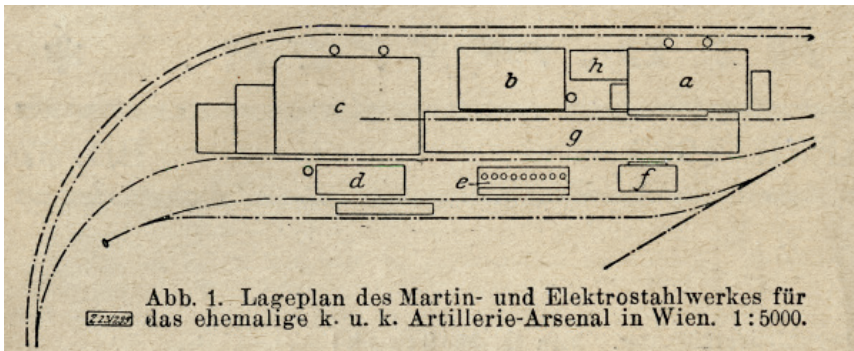 h
b
a
c
g
d
e
f
Abb. 1. Lageplan des Martin- und Elektrostahlwerkes für
das ehemalige k. u. k. Artillerie-Arsenal in Wien. 1:5000.